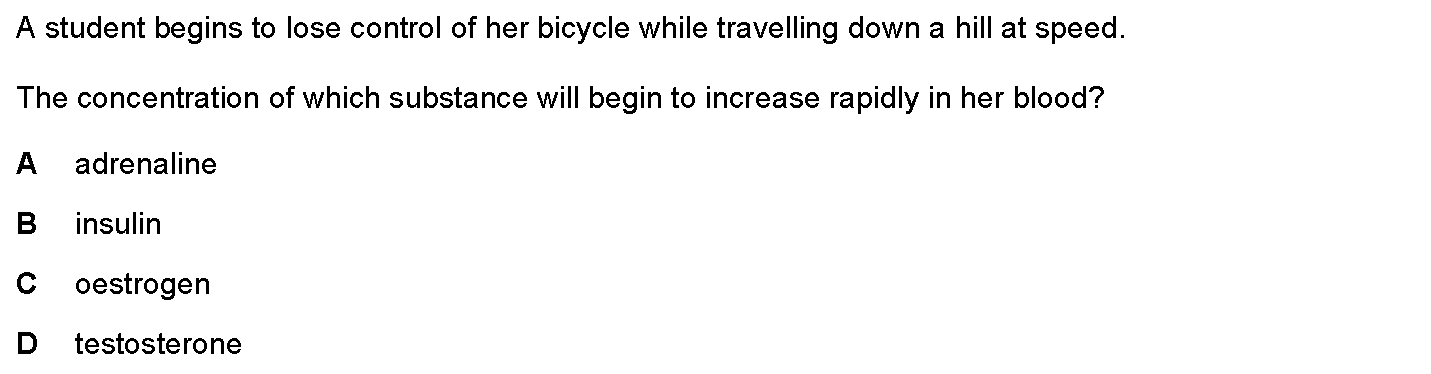 A student begins to lose control of her bicycle while travelling down a hill at speed.
The concentration of which substance will begin to increase rapidly in her blood?
A adrenaline
B insulin
C oestrogen
D testosterone